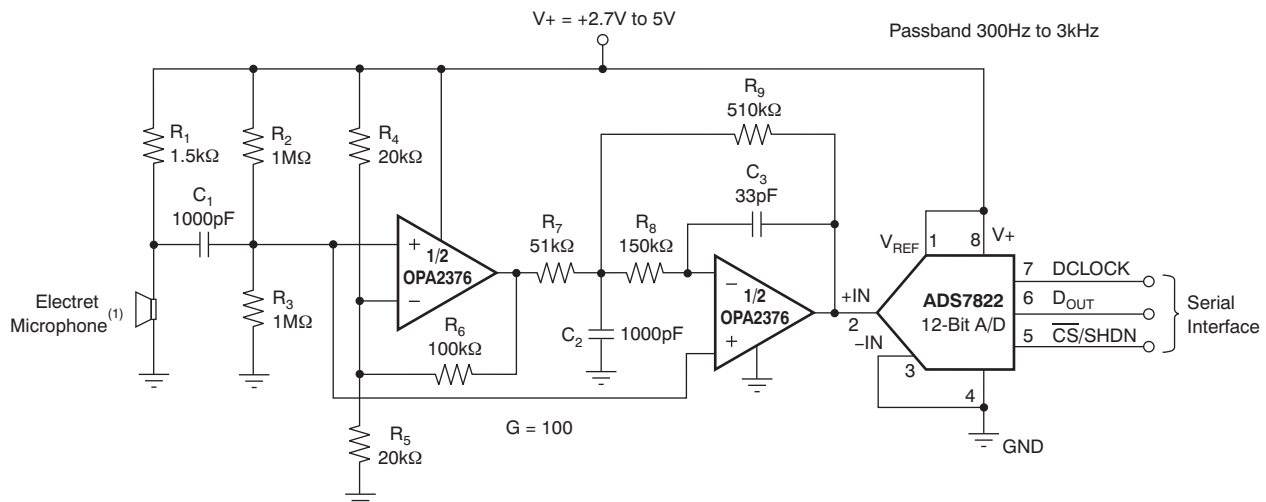 V+ = +2.7V to 5V
Passband 300Hz to 3kHz
R1
1.5kΩ
R2
1MΩ
R4
20kΩ
R9
510kΩ
C3
33pF
C1
1000pF
R7
51kΩ
R8
150kΩ
VREF
1
8
V+
+
1/2
OPA2376
−
−
1/2
OPA2376
+
7
DCLOCK
ADS7822
12-Bit A/D
6
DOUT
5
CS/SHDN
Serial
Interface
+IN
2
−IN
3
4
Electret
Microphone(1)
R3
1MΩ
R6
100kΩ
C2
1000pF
G = 100
R5
20kΩ
GND